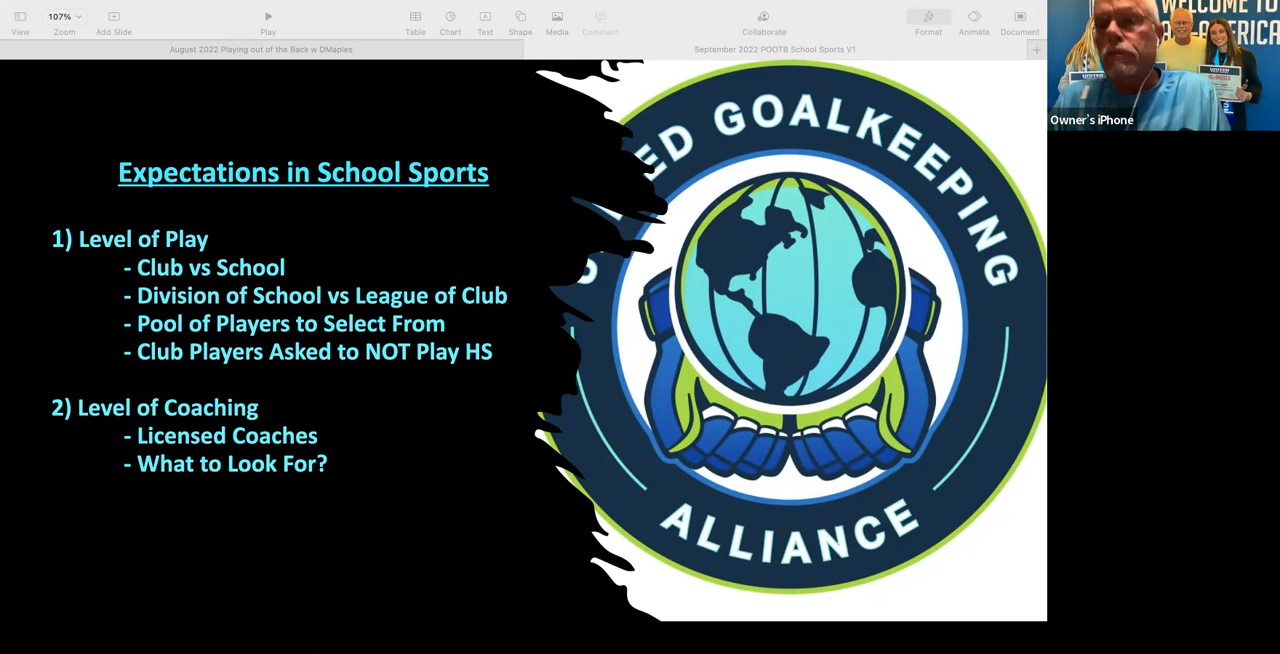 107%
View
Zoom
Add Slide
Play
Table
Chart
Text
Shape
Media
Comment
Collaborate
Format
Animate
Document
August 2022 Playing out of the Back w DMaples
September 2022 POOTB School Sports V1
WELCOME TO
Owner's iPhone
Expectations in School Sports
1) Level of Play
- Club vs School
- Division of School vs League of Club
- Pool of Players to Select From
- Club Players Asked to NOT Play HS
2) Level of Coaching
- Licensed Coaches
- What to Look For?
GOALKEEPING
ALLIANCE